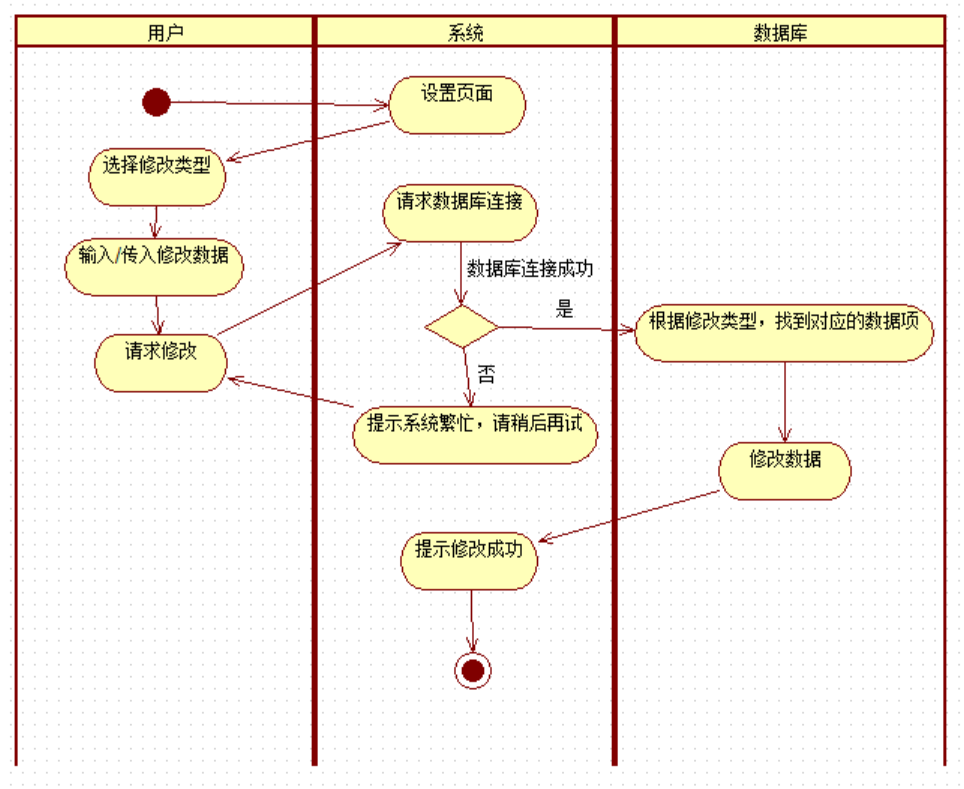 用户
系统
数据库
设置页面
选择修改类型
请求数据库连接
输入/传入修改数据
数据库连接成功
是
根据修改类型，找到对应的数据项
请求修改
否
提示系统繁忙，请稍后再试
修改数据
提示修改成功